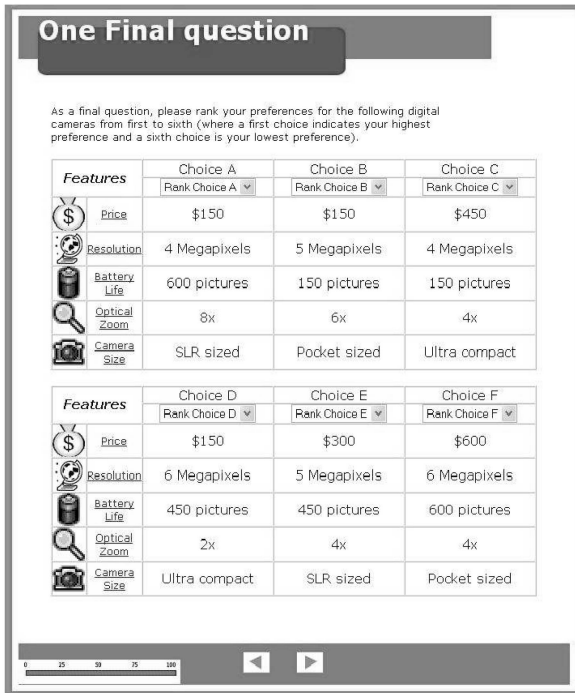 One Final question
As a final question, please rank your preferences for the following digital
cameras from first to sixth (where a first choice indicates your highest
preference and a sixth choice is your lowest preference).
Features Choice A Choice B Choice C
Rank Choice A Rank Choice B Rank Choice C
$ Price $150 $150 $450
Resolution 4 Megapixels 5 Megapixels 4 Megapixels
Battery Life 600 pictures 150 pictures 150 pictures
Optical Zoom 8x 6x 4x
Camera Size SLR sized Pocket sized Ultra compact
Features Choice D Choice E Choice F
Rank Choice D Rank Choice E Rank Choice F
$ Price $150 $300 $600
Resolution 6 Megapixels 5 Megapixels 6 Megapixels
Battery Life 450 pictures 450 pictures 600 pictures
Optical Zoom 2x 4x 4x
Camera Size Ultra compact SLR sized Pocket sized
0 25 50 75 100